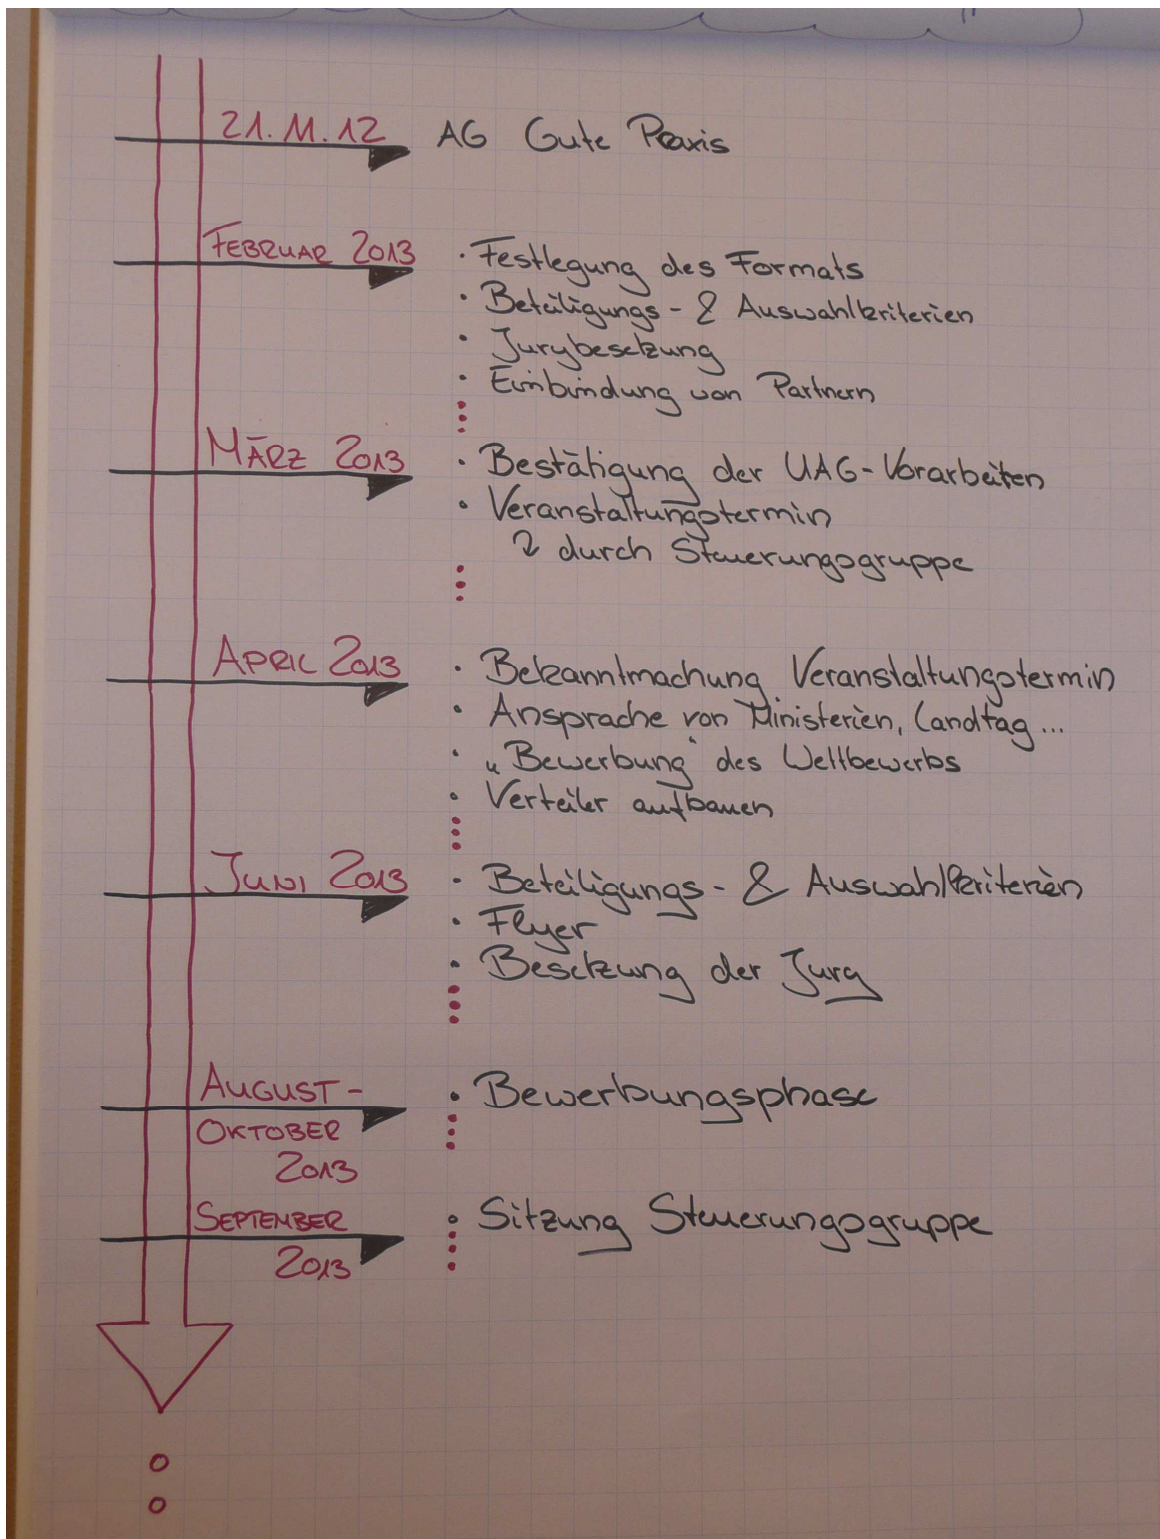 21.11.12 AG Gute Praxis
FEBRUAR 2013 · Festlegung des Formats
· Beteiligungs- & Auswahlkriterien
· Jurybesetzung
· Einbindung von Partnern
MÄRZ 2013 · Bestätigung der UAG-Vorarbeiten
· Veranstaltungstermin
durch Steuerungsgruppe
APRIL 2013 · Bekanntmachung Veranstaltungstermin
· Ansprache von Ministerien, Landtag...
· „Bewerbung“ des Wettbewerbs
· Verteiler aufbauen
JUNI 2013 · Beteiligungs- & Auswahlkriterien
· Flyer
· Besetzung der Jury
AUGUST - · Bewerbungsphase
OKTOBER
2013
SEPTEMBER · Sitzung Steuerungsgruppe
2013